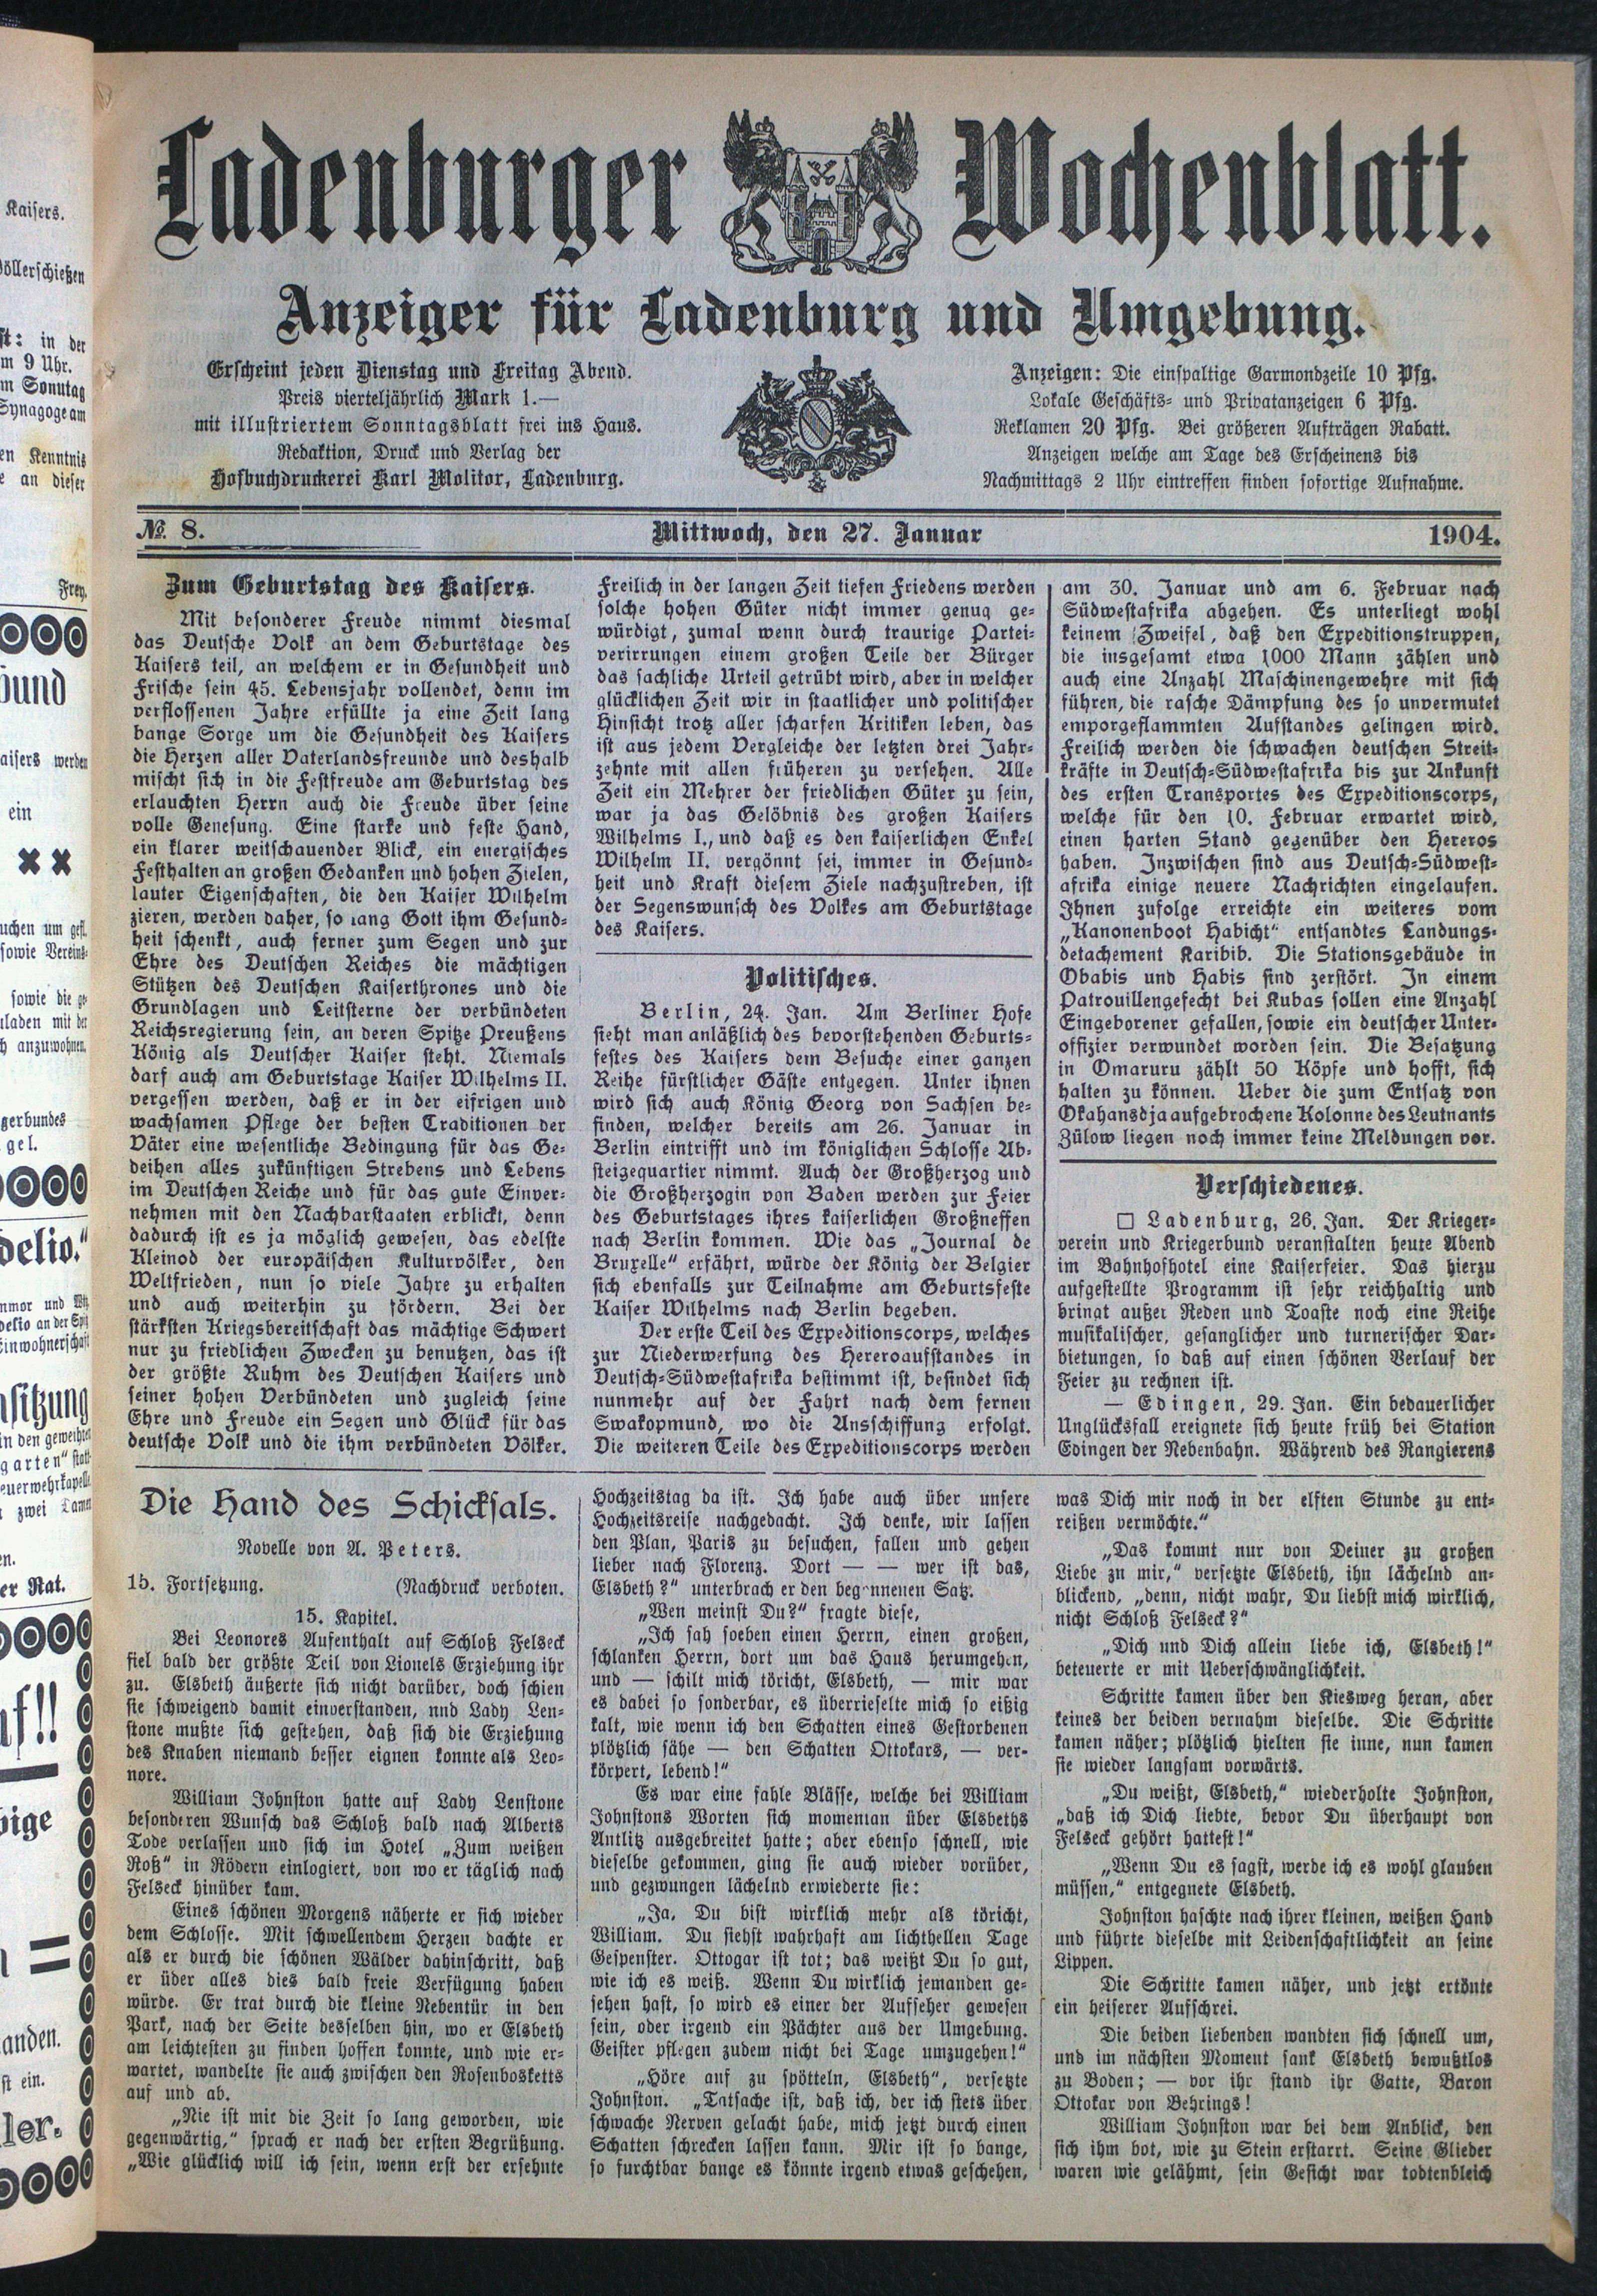 Ladenburger Wochenblatt.
Anzeiger für Ladenburg und Umgebung.
Erscheint jeden Dienstag und Freitag Abend.
Preis vierteljährlich Mark 1.—
mit illustriertem Sonntagsblatt frei ins Haus.
Redaktion, Druck und Verlag der
Hofbuchdruckerei Karl Molitor, Ladenburg.
Anzeigen: Die einspaltige Garmondzeile 10 Pfg.
Lokale Geschäfts- und Privatanzeigen 6 Pfg.
Reklamen 20 Pfg. Bei größeren Aufträgen Rabatt.
Anzeigen welche am Tage des Erscheinens bis
Nachmittags 2 Uhr eintreffen finden sofortige Aufnahme.
№ 8. Mittwoch, den 27. Januar 1904.
Zum Geburtstag des Kaisers.
Mit besonderer Freude nimmt diesmal
das Deutsche Volk an dem Geburtstage des
Kaisers teil, an welchem er in Gesundheit und
Frische sein 45. Lebensjahr vollendet, denn im
verflossenen Jahre erfüllte ja eine Zeit lang
bange Sorge um die Gesundheit des Kaisers
die Herzen aller Vaterlandsfreunde und deshalb
mischt sich in die Festfreude am Geburtstag des
erlauchten Herrn auch die Freude über seine
volle Genesung. Eine starke und feste Hand,
ein klarer weitschauender Blick, ein energisches
Festhalten an großen Gedanken und hohen Zielen,
lauter Eigenschaften, die den Kaiser Wilhelm
zieren, werden daher, so lang Gott ihm Gesund-
heit schenkt, auch ferner zum Segen und zur
Ehre des Deutschen Reiches die mächtigen
Stützen des Deutschen Kaiserthrones und die
Grundlagen und Leitsterne der verbündeten
Reichsregierung sein, an deren Spitze Preußens
König als Deutscher Kaiser steht. Niemals
darf auch am Geburtstage Kaiser Wilhelms II.
vergessen werden, daß er in der eifrigen und
wachsamen Pflege der besten Traditionen der
Väter eine wesentliche Bedingung für das Ge-
deihen alles zukünftigen Strebens und Lebens
im Deutschen Reiche und für das gute Einver-
nehmen mit den Nachbarstaaten erblickt, denn
dadurch ist es ja möglich gewesen, das edelste
Kleinod der europäischen Kulturvölker, den
Weltfrieden, nun so viele Jahre zu erhalten
und auch weiterhin zu fördern. Bei der
stärksten Kriegsbereitschaft das mächtige Schwert
nur zu friedlichen Zwecken zu benutzen, das ist
der größte Ruhm des Deutschen Kaisers und
seiner hohen Verbündeten und zugleich seine
Ehre und Freude ein Segen und Glück für das
deutsche Volk und die ihm verbündeten Völker.
Freilich in der langen Zeit tiefen Friedens werden
solche hohen Güter nicht immer genug ge-
würdigt, zumal wenn durch traurige Partei-
verirrungen einem großen Teile der Bürger
das sachliche Urteil getrübt wird, aber in welcher
glücklichen Zeit wir in staatlicher und politischer
Hinsicht trotz aller scharfen Kritiken leben, das
ist aus jedem Vergleiche der letzten drei Jahr-
zehnte mit allen früheren zu versehen. Alle
Zeit ein Mehrer der friedlichen Güter zu sein,
war ja das Gelöbnis des großen Kaisers
Wilhelms I., und daß es den kaiserlichen Enkel
Wilhelm II. vergönnt sei, immer in Gesund-
heit und Kraft diesem Ziele nachzustreben, ist
der Segenswunsch des Volkes am Geburtstage
des Kaisers.
Politisches.
Berlin, 24. Jan. Am Berliner Hofe
sieht man anläßlich des bevorstehenden Geburts-
festes des Kaisers dem Besuche einer ganzen
Reihe fürstlicher Gäste entgegen. Unter ihnen
wird sich auch König Georg von Sachsen be-
finden, welcher bereits am 26. Januar in
Berlin eintrifft und im königlichen Schlosse Ab-
steigequartier nimmt. Auch der Großherzog und
die Großherzogin von Baden werden zur Feier
des Geburtstages ihres kaiserlichen Großneffen
nach Berlin kommen. Wie das „Journal de
Bruxelle“ erfährt, würde der König der Belgier
sich ebenfalls zur Teilnahme am Geburtsfeste
Kaiser Wilhelms nach Berlin begeben.
Der erste Teil des Expeditionscorps, welches
zur Niederwerfung des Hereroaufstandes in
Deutsch-Südwestafrika bestimmt ist, befindet sich
nunmehr auf der Fahrt nach dem fernen
Swakopmund, wo die Ausschiffung erfolgt.
Die weiteren Teile des Expeditionscorps werden
am 30. Januar und am 6. Februar nach
Südwestafrika abgehen. Es unterliegt wohl
keinem Zweifel, daß den Expeditionstruppen,
die insgesamt etwa 1000 Mann zählen und
auch eine Anzahl Maschinengewehre mit sich
führen, die rasche Dämpfung des so unvermutet
emporgeflammten Aufstandes gelingen wird.
Freilich werden die schwachen deutschen Streit-
kräfte in Deutsch-Südwestafrika bis zur Ankunft
des ersten Transportes des Expeditionscorps,
welche für den 10. Februar erwartet wird,
einen harten Stand gegenüber den Hereros
haben. Inzwischen sind aus Deutsch-Südwest-
afrika einige neuere Nachrichten eingelaufen.
Ihnen zufolge erreichte ein weiteres vom
„Kanonenboot Habicht“ entsandtes Landungs-
detachement Karibib. Die Stationsgebäude in
Obabis und Habis sind zerstört. In einem
Patrouillengefecht bei Kubas sollen eine Anzahl
Eingeborener gefallen, sowie ein deutscher Unter-
offizier verwundet worden sein. Die Besatzung
in Omaruru zählt 50 Köpfe und hofft, sich
halten zu können. Ueber die zum Entsatz von
Okahansdja aufgebrochene Kolonne des Leutnants
Zülow liegen noch immer keine Meldungen vor.
Verschiedenes.
□ Ladenburg, 26. Jan. Der Krieger-
verein und Kriegerbund veranstalten heute Abend
im Bahnhofhotel eine Kaiserfeier. Das hierzu
aufgestellte Programm ist sehr reichhaltig und
bringt außer Reden und Toaste noch eine Reihe
musikalischer, gesanglicher und turnerischer Dar-
bietungen, so daß auf einen schönen Verlauf der
Feier zu rechnen ist.
— Edingen, 29. Jan. Ein bedauerlicher
Unglücksfall ereignete sich heute früh bei Station
Edingen der Nebenbahn. Während des Rangierens
Die Hand des Schicksals.
Novelle von A. Peters.
15. Fortsetzung. (Nachdruck verboten.
15. Kapitel.
Bei Leonores Aufenthalt auf Schloß Felseck
fiel bald der größte Teil von Lionels Erziehung ihr
zu. Elsbeth äußerte sich nicht darüber, doch schien
sie schweigend damit einverstanden, nnd Lady Len-
stone mußte sich gestehen, daß sich die Erziehung
des Knaben niemand besser eignen konnte als Leo-
nore.
William Johnston hatte auf Lady Lenstone
besonderen Wunsch das Schloß bald nach Alberts
Tode verlassen und sich im Hotel „Zum weißen
Roß“ in Rödern einlogiert, von wo er täglich nach
Felseck hinüber kam.
Eines schönen Morgens näherte er sich wieder
dem Schlosse. Mit schwellendem Herzen dachte er
als er durch die schönen Wälder dahinschritt, daß
er über alles dies bald freie Verfügung haben
würde. Er trat durch die kleine Nebentür in den
Park, nach der Seite desselben hin, wo er Elsbeth
am leichtesten zu finden hoffen konnte, und wie er-
wartet, wandelte sie auch zwischen den Rosenbosketts
auf und ab.
„Nie ist mir die Zeit so lang geworden, wie
gegenwärtig,“ sprach er nach der ersten Begrüßung.
„Wie glücklich will ich sein, wenn erst der ersehnte
Hochzeitstag da ist. Ich habe auch über unsere
Hochzeitsreise nachgedacht. Ich denke, wir lassen
den Plan, Paris zu besuchen, fallen und gehen
lieber nach Florenz. Dort — — wer ist das,
Elsbeth?“ unterbrach er den begonnenen Satz.
„Wen meinst Du?“ fragte diese,
„Ich sah soeben einen Herrn, einen großen,
schlanken Herrn, dort um das Haus herumgehen,
und — schilt mich töricht, Elsbeth, — mir war
es dabei so sonderbar, es überrieselte mich so eißig
kalt, wie wenn ich den Schatten eines Gestorbenen
plötzlich sähe — den Schatten Ottokars, — ver-
körpert, lebend!“
Es war eine fahle Blässe, welche bei William
Johnstons Worten sich momentan über Elsbeths
Antlitz ausgebreitet hatte; aber ebenso schnell, wie
dieselbe gekommen, ging sie auch wieder vorüber,
und gezwungen lächelnd erwiederte sie:
„Ja, Du bist wirklich mehr als töricht,
William. Du siehst wahrhaft am lichthellen Tage
Gespenster. Ottogar ist tot; das weißt Du so gut,
wie ich es weiß. Wenn Du wirklich jemanden ge-
sehen hast, so wird es einer der Aufseher gewesen
sein, oder irgend ein Pächter aus der Umgebung.
Geister pflegen zudem nicht bei Tage umzugehen!“
„Höre auf zu spötteln, Elsbeth“, versetzte
Johnston. „Tatsache ist, daß ich, der ich stets über
schwache Nerven gelacht habe, mich jetzt durch einen
Schatten schrecken lassen kann. Mir ist so bange,
so furchtbar bange es könnte irgend etwas geschehen,
was Dich mir noch in der elften Stunde zu ent-
reißen vermöchte.“
„Das kommt nur von Deiner zu großen
Liebe zu mir,“ versetzte Elsbeth, ihn lächelnd an-
blickend, „denn, nicht wahr, Du liebst mich wirklich,
nicht Schloß Felseck?“
„Dich und Dich allein liebe ich, Elsbeth!“
beteuerte er mit Ueberschwänglichkeit.
Schritte kamen über den Kiesweg heran, aber
keines der beiden vernahm dieselbe. Die Schritte
kamen näher; plötzlich hielten sie inne, nun kamen
sie wieder langsam vorwärts.
„Du weißt, Elsbeth,“ wiederholte Johnston,
„daß ich Dich liebte, bevor Du überhaupt von
Felseck gehört hattest!“
„Wenn Du es sagst, werde ich es wohl glauben
müssen,“ entgegnete Elsbeth.
Johnston haschte nach ihrer kleinen, weißen Hand
und führte dieselbe mit Leidenschaftlichkeit an seine
Lippen.
Die Schritte kamen näher, und jetzt ertönte
ein heiserer Aufschrei.
Die beiden liebenden wandten sich schnell um,
und im nächsten Moment sank Elsbeth bewußtlos
zu Boden; — vor ihr stand ihr Gatte, Baron
Ottokar von Behrings!
William Johnston war bei dem Anblick, den
sich ihm bot, wie zu Stein erstarrt. Seine Glieder
waren wie gelähmt, sein Gesicht war todtenbleich